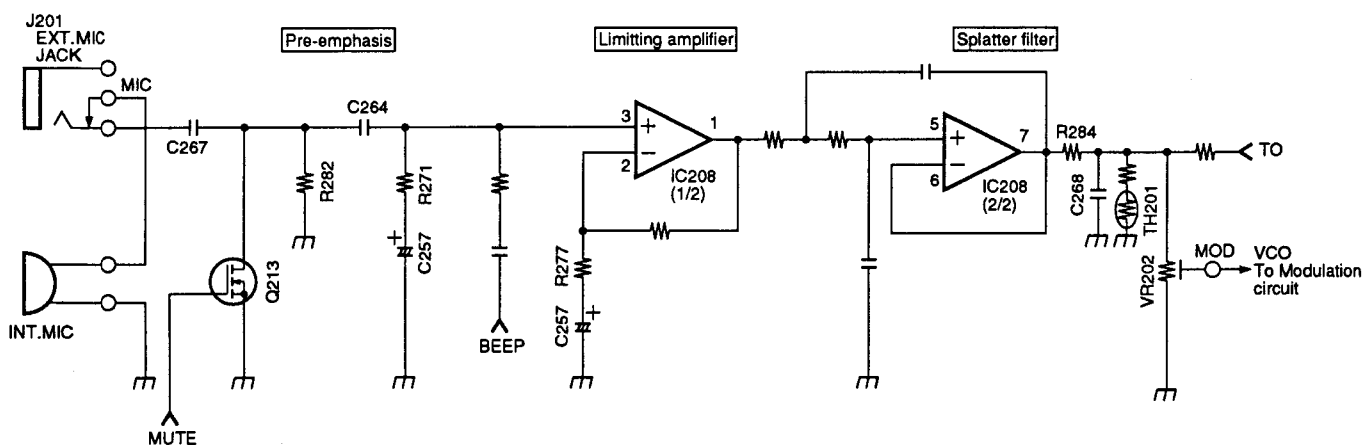 J201
EXT.MIC
JACK
Pre-emphasis
Limitting amplifier
Splatter filter
MIC
C267
C264
R282
R271
C257
Q213
INT.MIC
MUTE
BEEP
3
+
2
−
1
IC208
(1/2)
R277
C257
+
+
5
+
6
−
7
IC208
(2/2)
R284
C268
TH201
TO
VR202
MOD
VCO
To Modulation
circuit